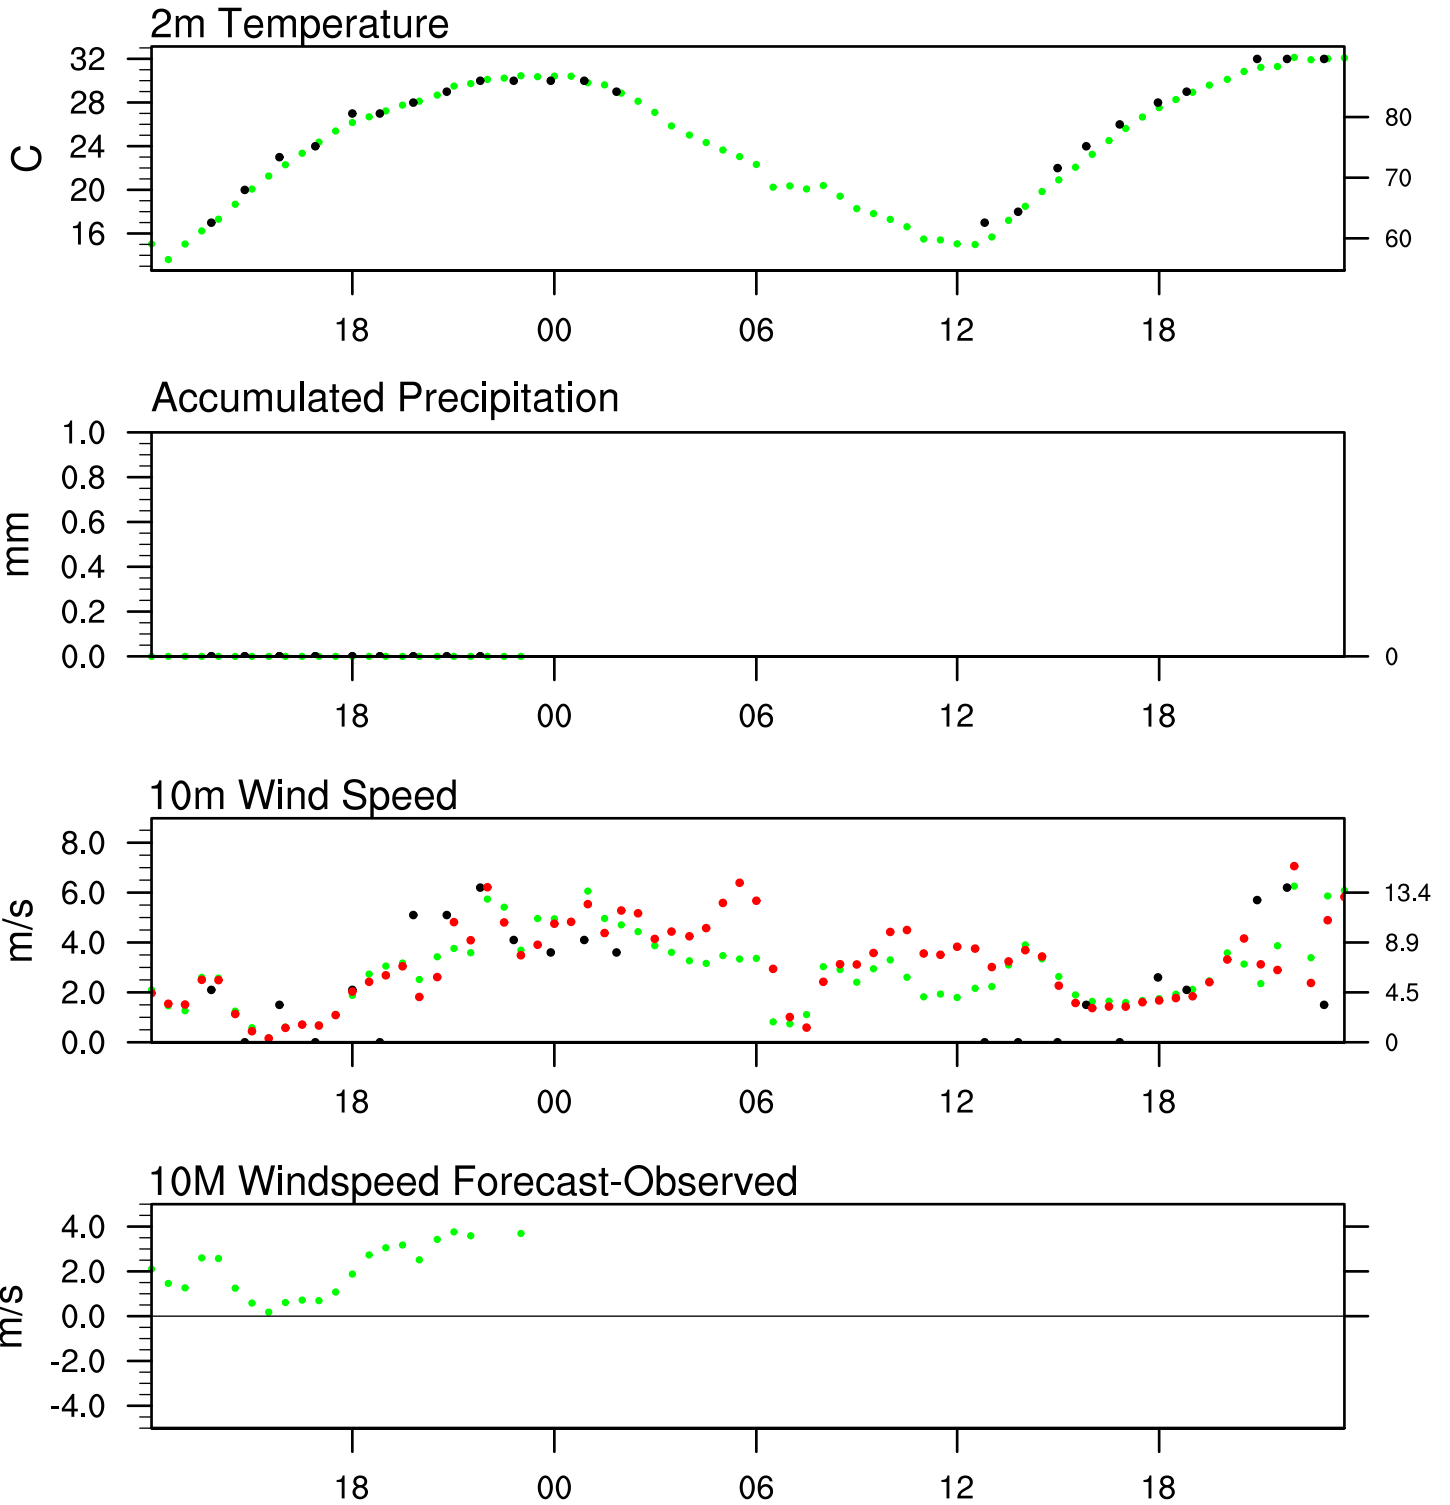 2m Temperature
32
28
24
20
16
C
80
70
60
18 00 06 12 18
Accumulated Precipitation
1.0
0.8
0.6
0.4
0.2
0.0
mm
0
18 00 06 12 18
10m Wind Speed
8.0
6.0
4.0
2.0
0.0
m/s
13.4
8.9
4.5
0
18 00 06 12 18
10M Windspeed Forecast-Observed
4.0
2.0
0.0
-2.0
-4.0
m/s
18 00 06 12 18